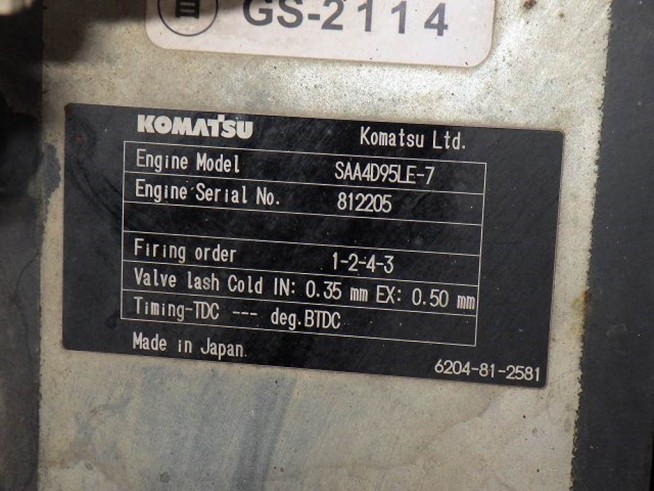 GS-2114
KOMATSU Komatsu Ltd.
Engine Model SAA4D95LE-7
Engine Serial No. 812205
Firing order 1-2-4-3
Valve lash Cold IN: 0.35 mm EX: 0.50 mm
Timing-TDC --- deg.BTDC
Made in Japan
6204-81-2581